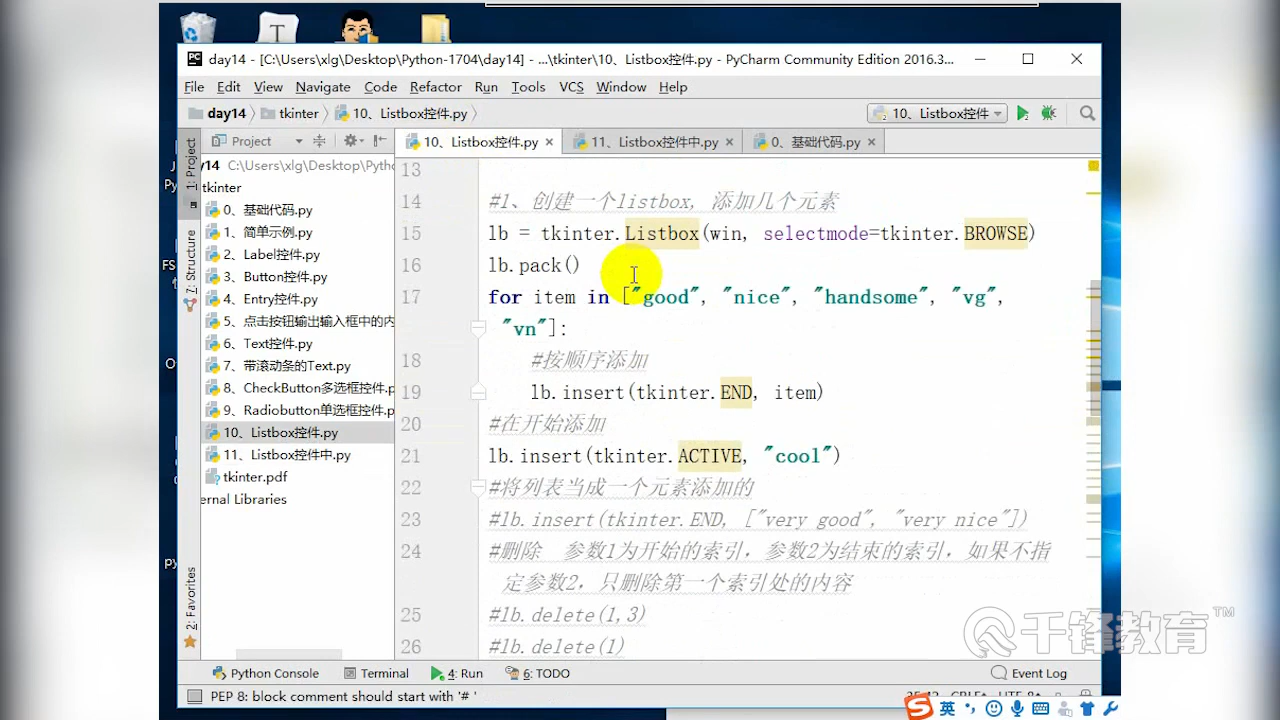 day14 - [C:\Users\xlg\Desktop\Python-1704\day14] - ...\tkinter\10、Listbox控件.py - PyCharm Community Edition 2016.3...
File Edit View Navigate Code Refactor Run Tools VCS Window Help
day14 tkinter 10、Listbox控件.py 10、Listbox控件
Project 10、Listbox控件.py 11、Listbox控件中.py 0、基础代码.py
1: Project
7: Structure
2: Favorites
y14 C:\Users\xlg\Desktop\Pytho
tkinter
0、基础代码.py
1、简单示例.py
2、Label控件.py
3、Button控件.py
4、Entry控件.py
5、点击按钮输出输入框中的内
6、Text控件.py
7、带滚动条的Text.py
8、CheckButton多选框控件.p
9、Radiobutton单选框控件.p
10、Listbox控件.py
11、Listbox控件中.py
tkinter.pdf
ernal Libraries
13
14 #1、创建一个listbox, 添加几个元素
15 lb = tkinter.Listbox(win, selectmode=tkinter.BROWSE)
16 lb.pack()
17 for item in ["good", "nice", "handsome", "vg",
"vn"]:
18 #按顺序添加
19 lb.insert(tkinter.END, item)
20 #在开始添加
21 lb.insert(tkinter.ACTIVE, "cool")
22 #将列表当成一个元素添加的
23 #lb.insert(tkinter.END, ["very good", "very nice"])
24 #删除 参数1为开始的索引，参数2为结束的索引，如果不指
定参数2，只删除第一个索引处的内容
25 #lb.delete(1,3)
26 #lb.delete(1)
千锋教育™
Python Console Terminal 4: Run 6: TODO Event Log
PEP 8: block comment should start with '# '
英